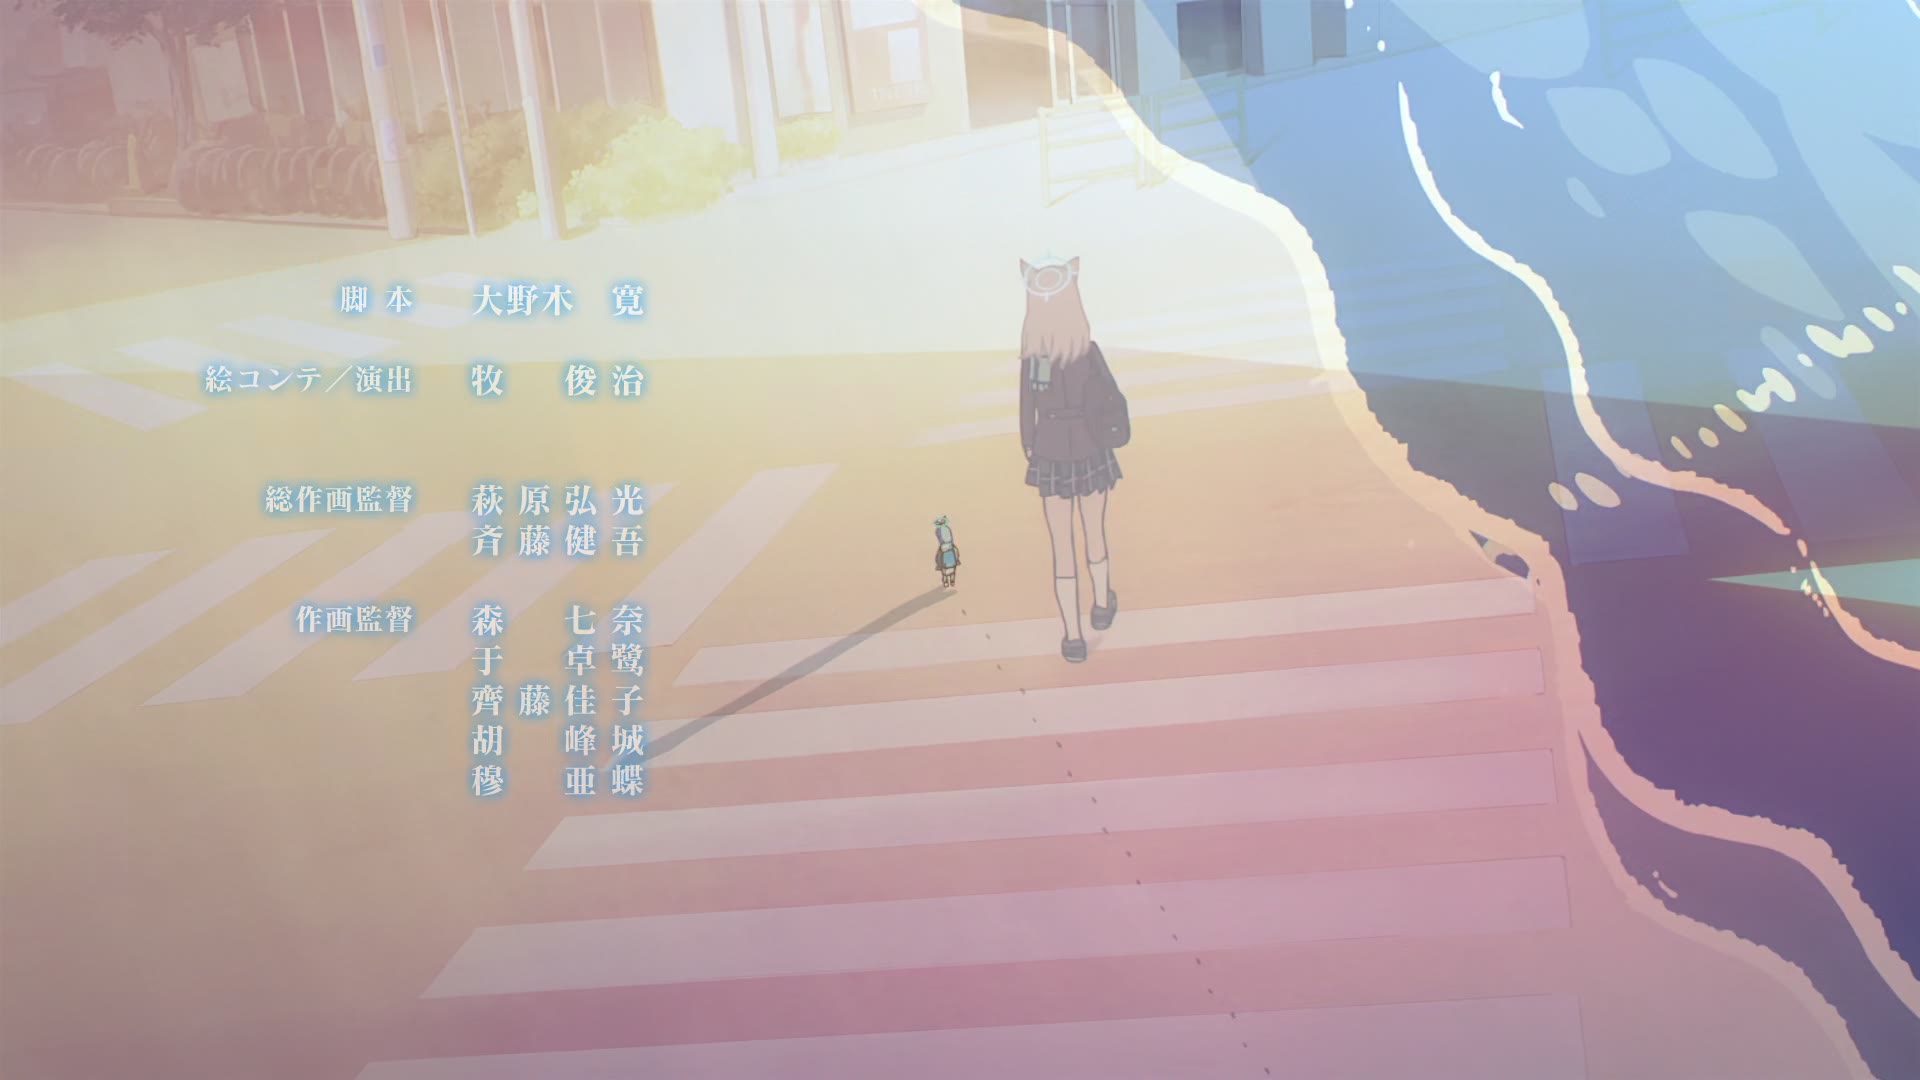 脚本 大野木 寛
絵コンテ／演出 牧 俊治
総作画監督 萩原弘光
斉藤健吾
作画監督 森 七奈
于 卓鹭
齊藤佳子
胡 峰城
穆 亜蝶